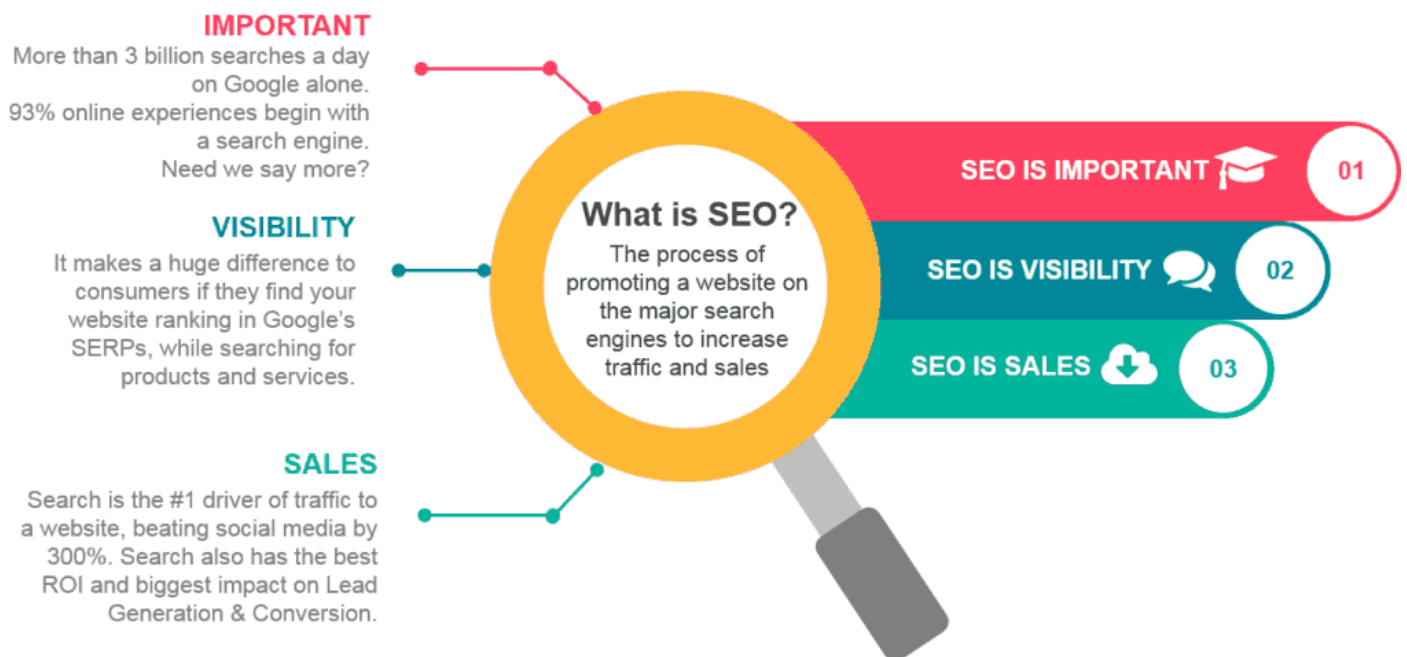 IMPORTANT
More than 3 billion searches a day
on Google alone.
93% online experiences begin with
a search engine.
Need we say more?
VISIBILITY
It makes a huge difference to
consumers if they find your
website ranking in Google's
SERPs, while searching for
products and services.
SALES
Search is the #1 driver of traffic to
a website, beating social media by
300%. Search also has the best
ROI and biggest impact on Lead
Generation & Conversion.
What is SEO?
The process of
promoting a website on
the major search
engines to increase
traffic and sales
SEO IS IMPORTANT 01
SEO IS VISIBILITY 02
SEO IS SALES 03